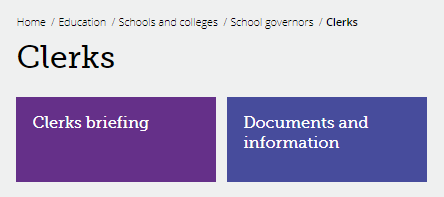 Home / Education / Schools and colleges / School governors / Clerks
Clerks
Clerks briefing
Documents and
information